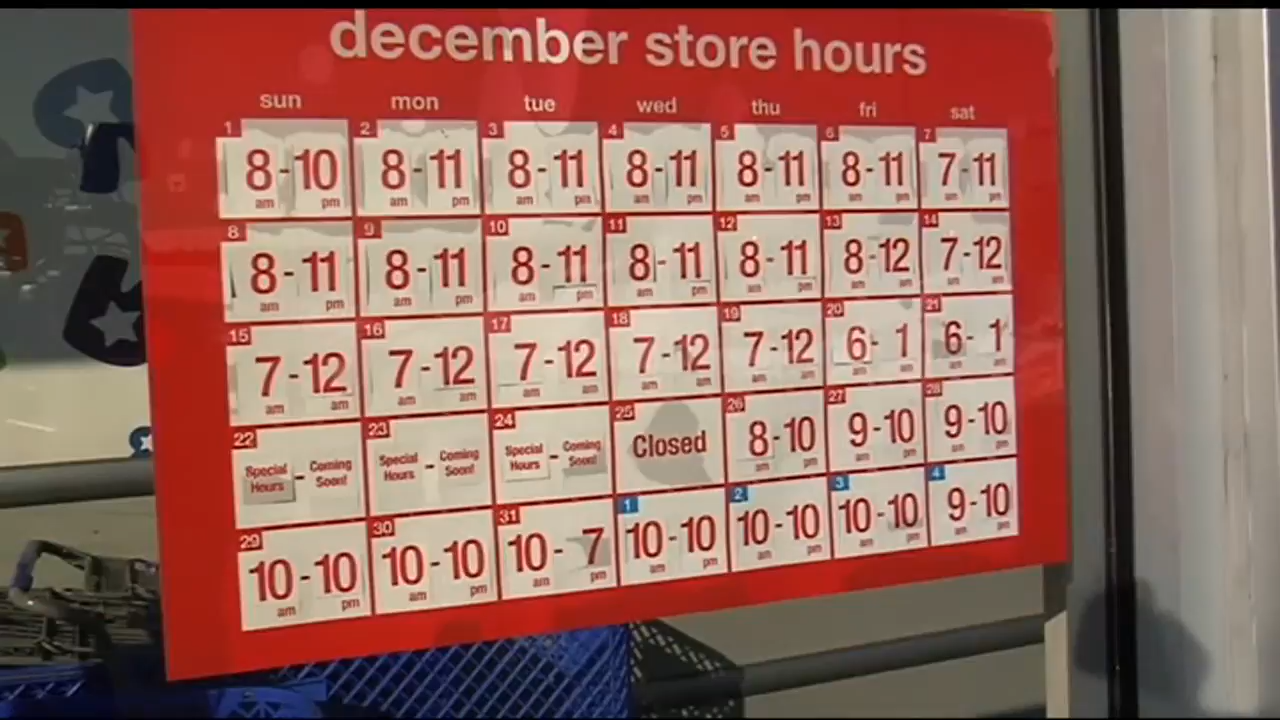 december store hours
sun mon tue wed thu fri sat
1 2 3 4 5 6 7
8-10 8-11 8-11 8-11 8-11 8-11 7-11
am pm am pm am pm am pm am pm am pm am pm
8 9 10 11 12 13 14
8-11 8-11 8-11 8-11 8-11 8-12 7-12
am pm am pm am pm am pm am pm am am am am
15 16 17 18 19 20 21
7-12 7-12 7-12 7-12 7-12 6-1 6-1
am am am am am am am am am am am am am am
22 23 24 25 26 27 28
Special Hours - Coming Soon! Special Hours - Coming Soon! Special Hours - Coming Soon! Closed 8-10 9-10 9-10
am pm am pm am pm
29 30 31 1 2 3 4
10-10 10-10 10-7 10-10 10-10 10-10 9-10
am pm am pm am pm am pm am pm am pm am pm